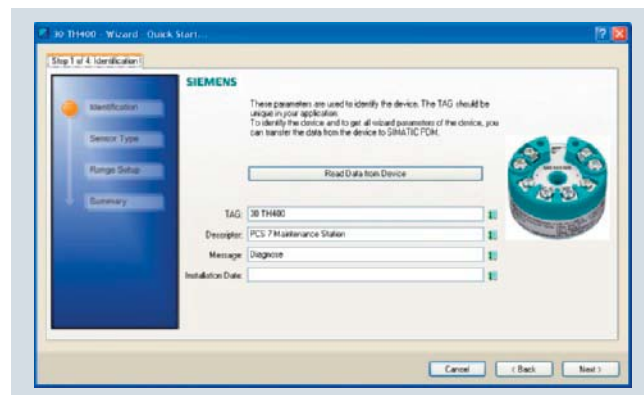 30 TH400 - Wizard - Quick Start...
Step 1 of 4: Identification
SIEMENS
These parameters are used to identify the device. The TAG should be
unique in your application.
To identify the device and to get all wizard parameters of the device, you
can transfer the data from the device to SIMATIC PDM.
Identification
Sensor Type
Range Setup
Summary
Read Data from Device
TAG: 30 TH400
Descriptor: PCS 7 Maintenance Station
Message: Diagnose
Installation Date:
SIEMENS
Cancel
< Back
Next >